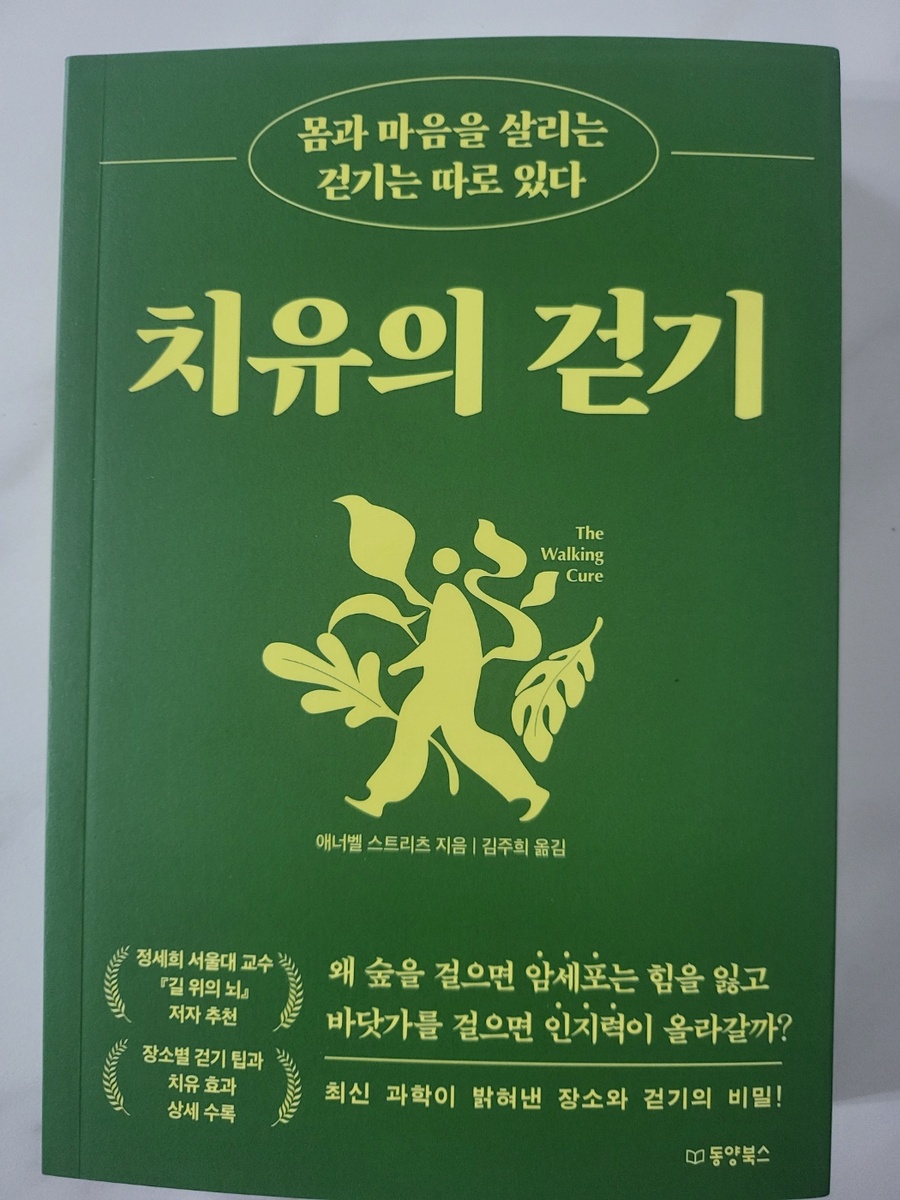 몸과 마음을 살리는
걷기는 따로 있다
치유의 걷기
The
Walking
Cure
애너벨 스트리츠 지음 | 김주희 옮김
정세희 서울대 교수
『길 위의 뇌』
저자 추천
장소별 걷기 팁과
치유 효과
상세 수록
왜 숲을 걸으면 암세포는 힘을 잃고
바닷가를 걸으면 인지력이 올라갈까?
최신 과학이 밝혀낸 장소와 걷기의 비밀!
동양북스